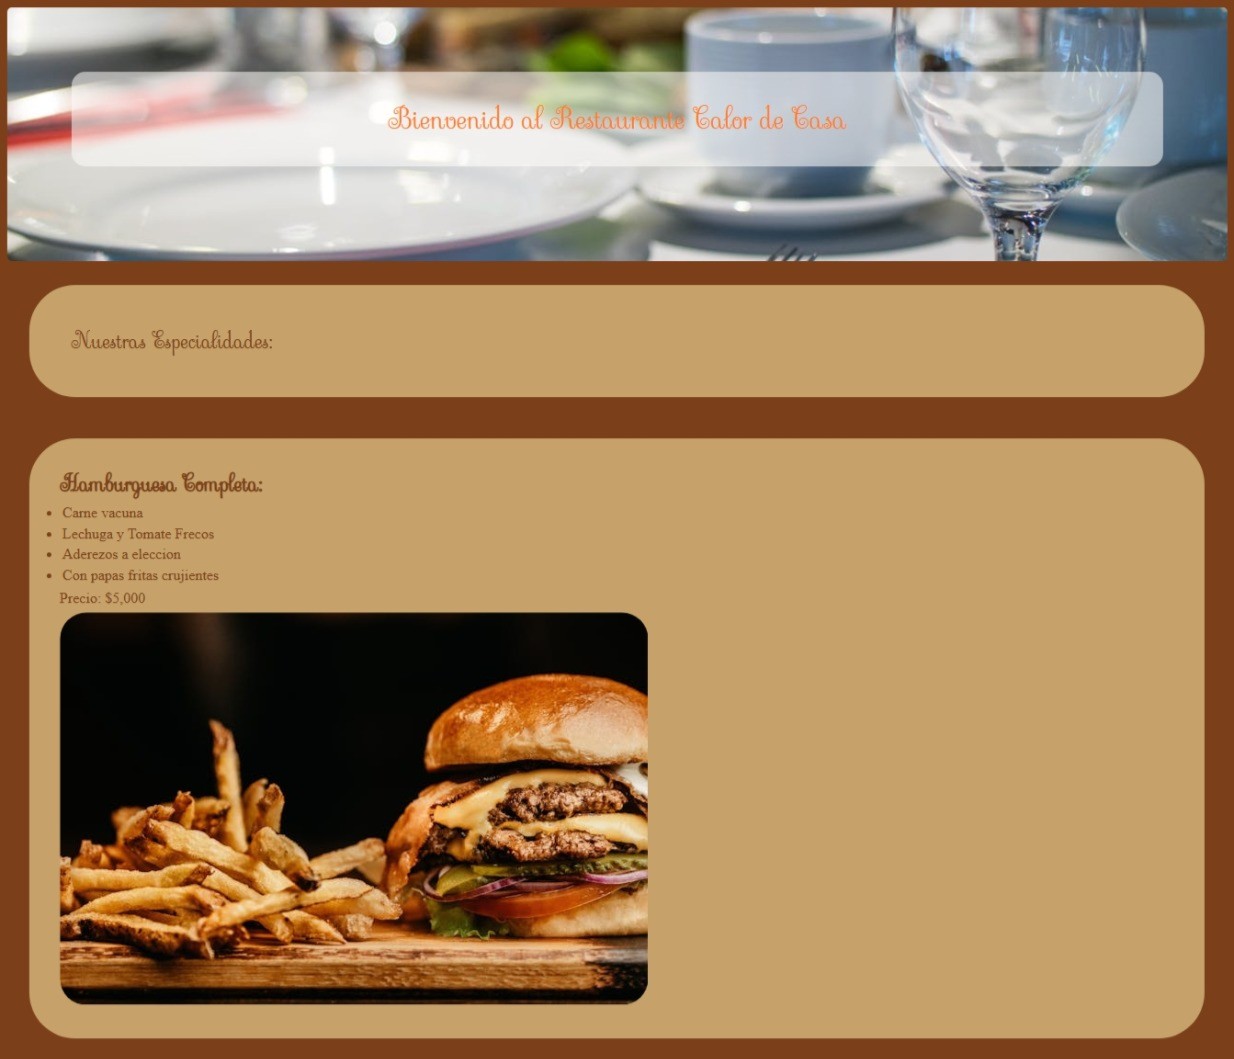 Bienvenido al Restaurante Calor de Casa
Nuestras Especialidades:
Hamburguesa Completa:
Carne vacuna
Lechuga y Tomate Frecos
Aderezos a eleccion
Con papas fritas crujientes
Precio: $5,000